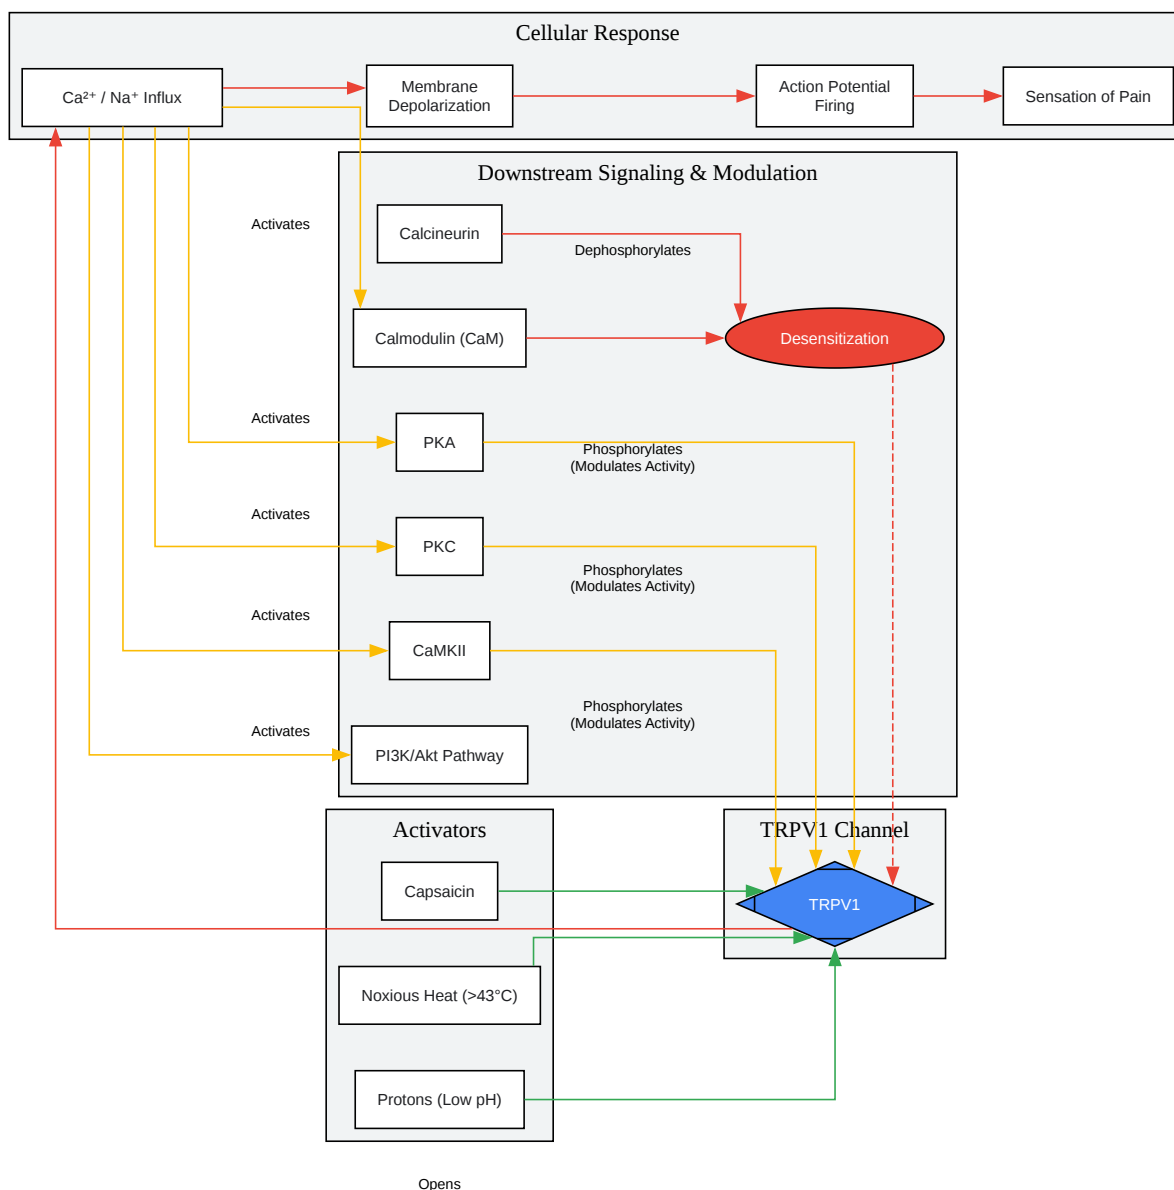 Cellular Response
Ca²⁺ / Na⁺ Influx
Membrane
Depolarization
Action Potential
Firing
Sensation of Pain
Downstream Signaling & Modulation
Activates
Calcineurin
Dephosphorylates
Calmodulin (CaM)
Desensitization
Activates
PKA
Phosphorylates
(Modulates Activity)
Activates
PKC
Phosphorylates
(Modulates Activity)
Activates
CaMKII
Phosphorylates
(Modulates Activity)
Activates
PI3K/Akt Pathway
Activators
TRPV1 Channel
Capsaicin
TRPV1
Noxious Heat (>43°C)
Protons (Low pH)
Opens